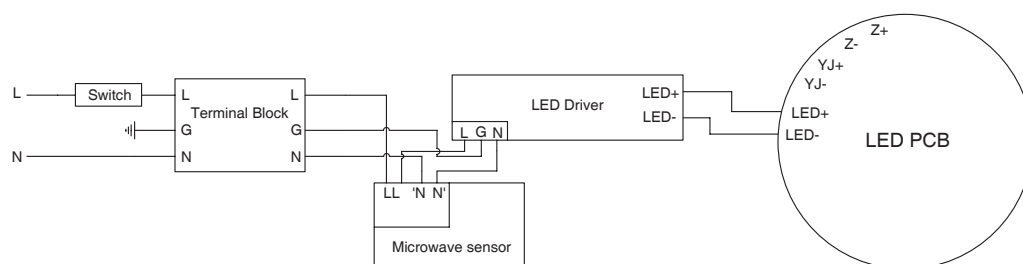 Z+
Z-
YJ+
YJ-
L
Switch
L
Terminal Block
L
G
G
N
N
N
LED Driver
LED+
LED-
L G N
LED+
LED-
LED PCB
LL 'N N'
Microwave sensor